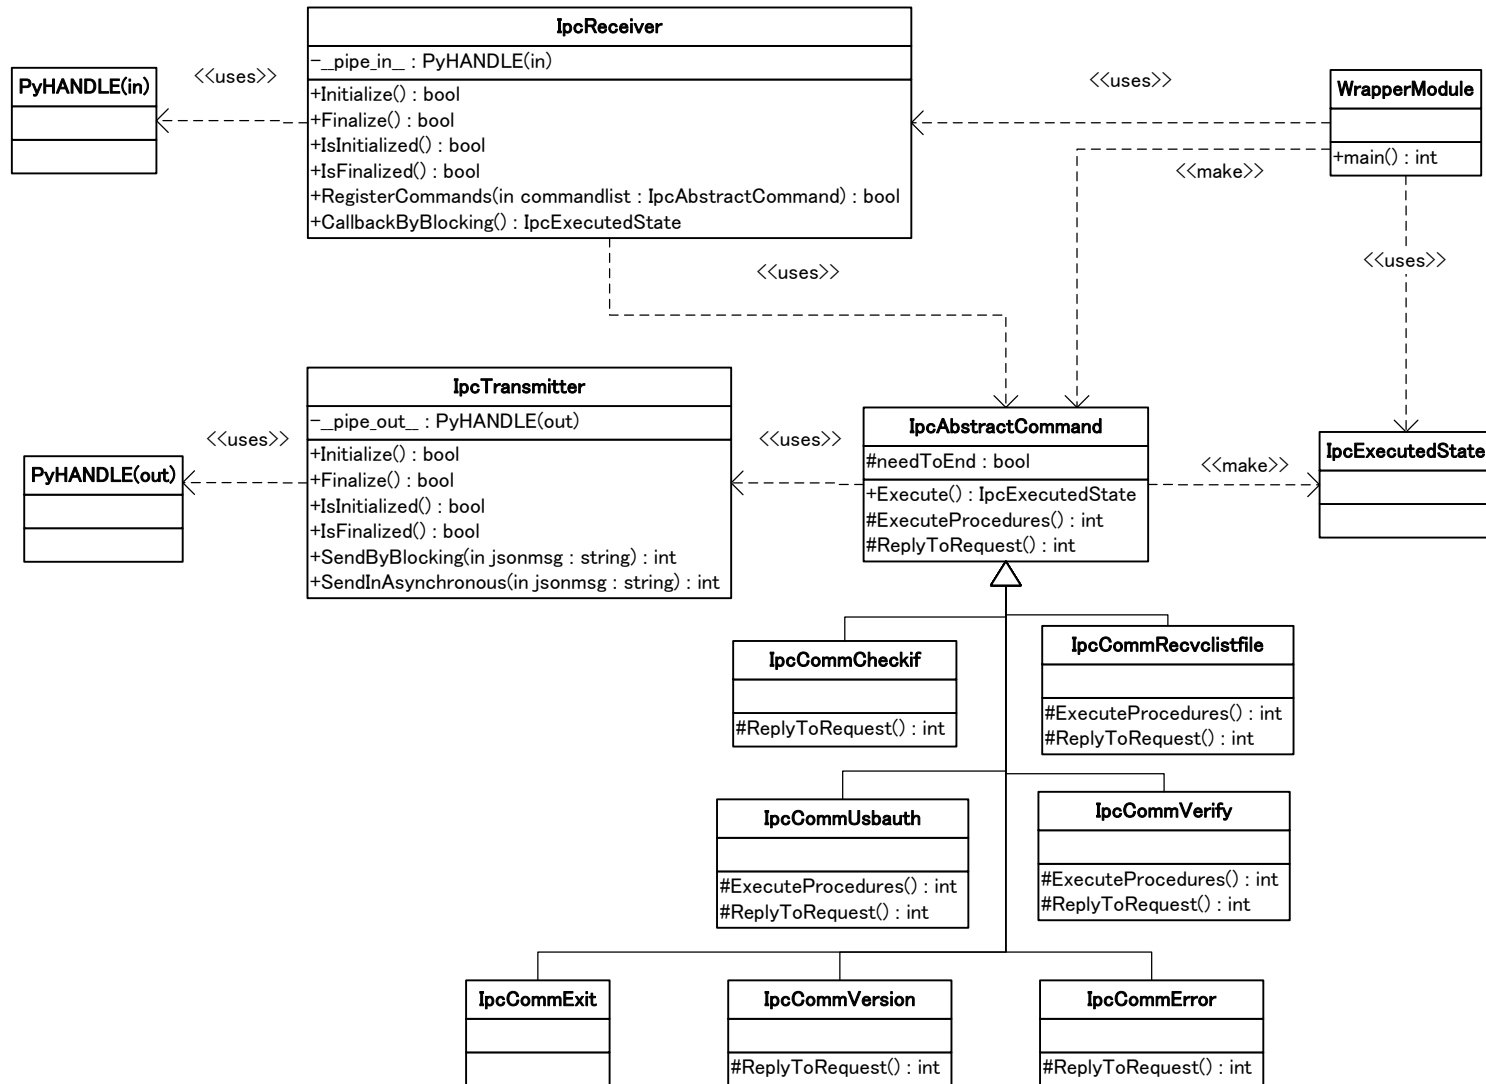 IpcReceiver
-__pipe_in_ : PyHANDLE(in)
+Initialize() : bool
+Finalize() : bool
+IsInitialized() : bool
+IsFinalized() : bool
+RegisterCommands(in commandlist : IpcAbstractCommand) : bool
+CallbackByBlocking() : IpcExecutedState
PyHANDLE(in)
<<uses>>
<<uses>>
WrapperModule
+main() : int
<<make>>
<<uses>>
<<uses>>
IpcTransmitter
-__pipe_out__ : PyHANDLE(out)
+Initialize() : bool
+Finalize() : bool
+IsInitialized() : bool
+IsFinalized() : bool
+SendByBlocking(in jsonmsg : string) : int
+SendInAsynchronous(in jsonmsg : string) : int
PyHANDLE(out)
<<uses>>
<<uses>>
IpcAbstractCommand
#needToEnd : bool
+Execute() : IpcExecutedState
#ExecuteProcedures() : int
#ReplyToRequest() : int
<<make>>
IpcExecutedState
IpcCommCheckif
#ReplyToRequest() : int
IpcCommRecvclistfile
#ExecuteProcedures() : int
#ReplyToRequest() : int
IpcCommUsbauth
#ExecuteProcedures() : int
#ReplyToRequest() : int
IpcCommVerify
#ExecuteProcedures() : int
#ReplyToRequest() : int
IpcCommExit
IpcCommVersion
#ReplyToRequest() : int
IpcCommError
#ReplyToRequest() : int